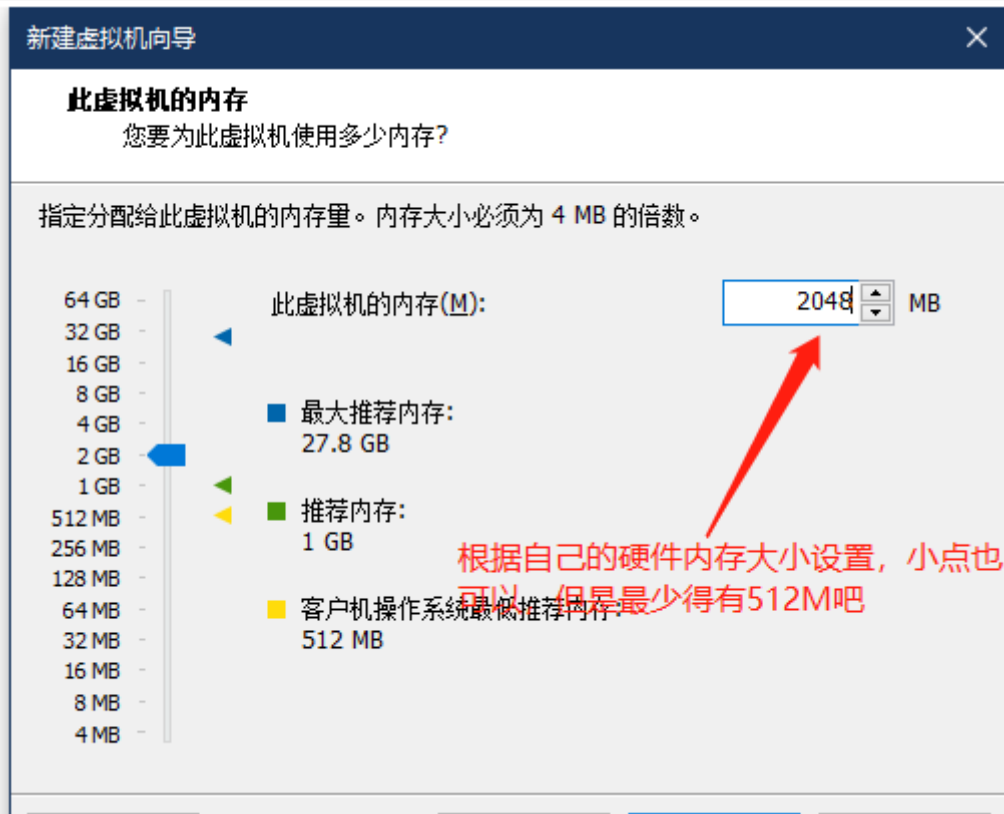 新建虚拟机向导
此虚拟机的内存
您要为此虚拟机使用多少内存?
指定分配给此虚拟机的内存量。内存大小必须为 4 MB 的倍数。
64 GB
32 GB
16 GB
8 GB
4 GB
2 GB
1 GB
512 MB
256 MB
128 MB
64 MB
32 MB
16 MB
8 MB
4 MB
此虚拟机的内存(M):
2048 MB
最大推荐内存:
27.8 GB
推荐内存:
1 GB
客户机操作系统最低推荐内存:
512 MB
根据自己的硬件内存大小设置，小点也
可以，但是最少得有512M吧